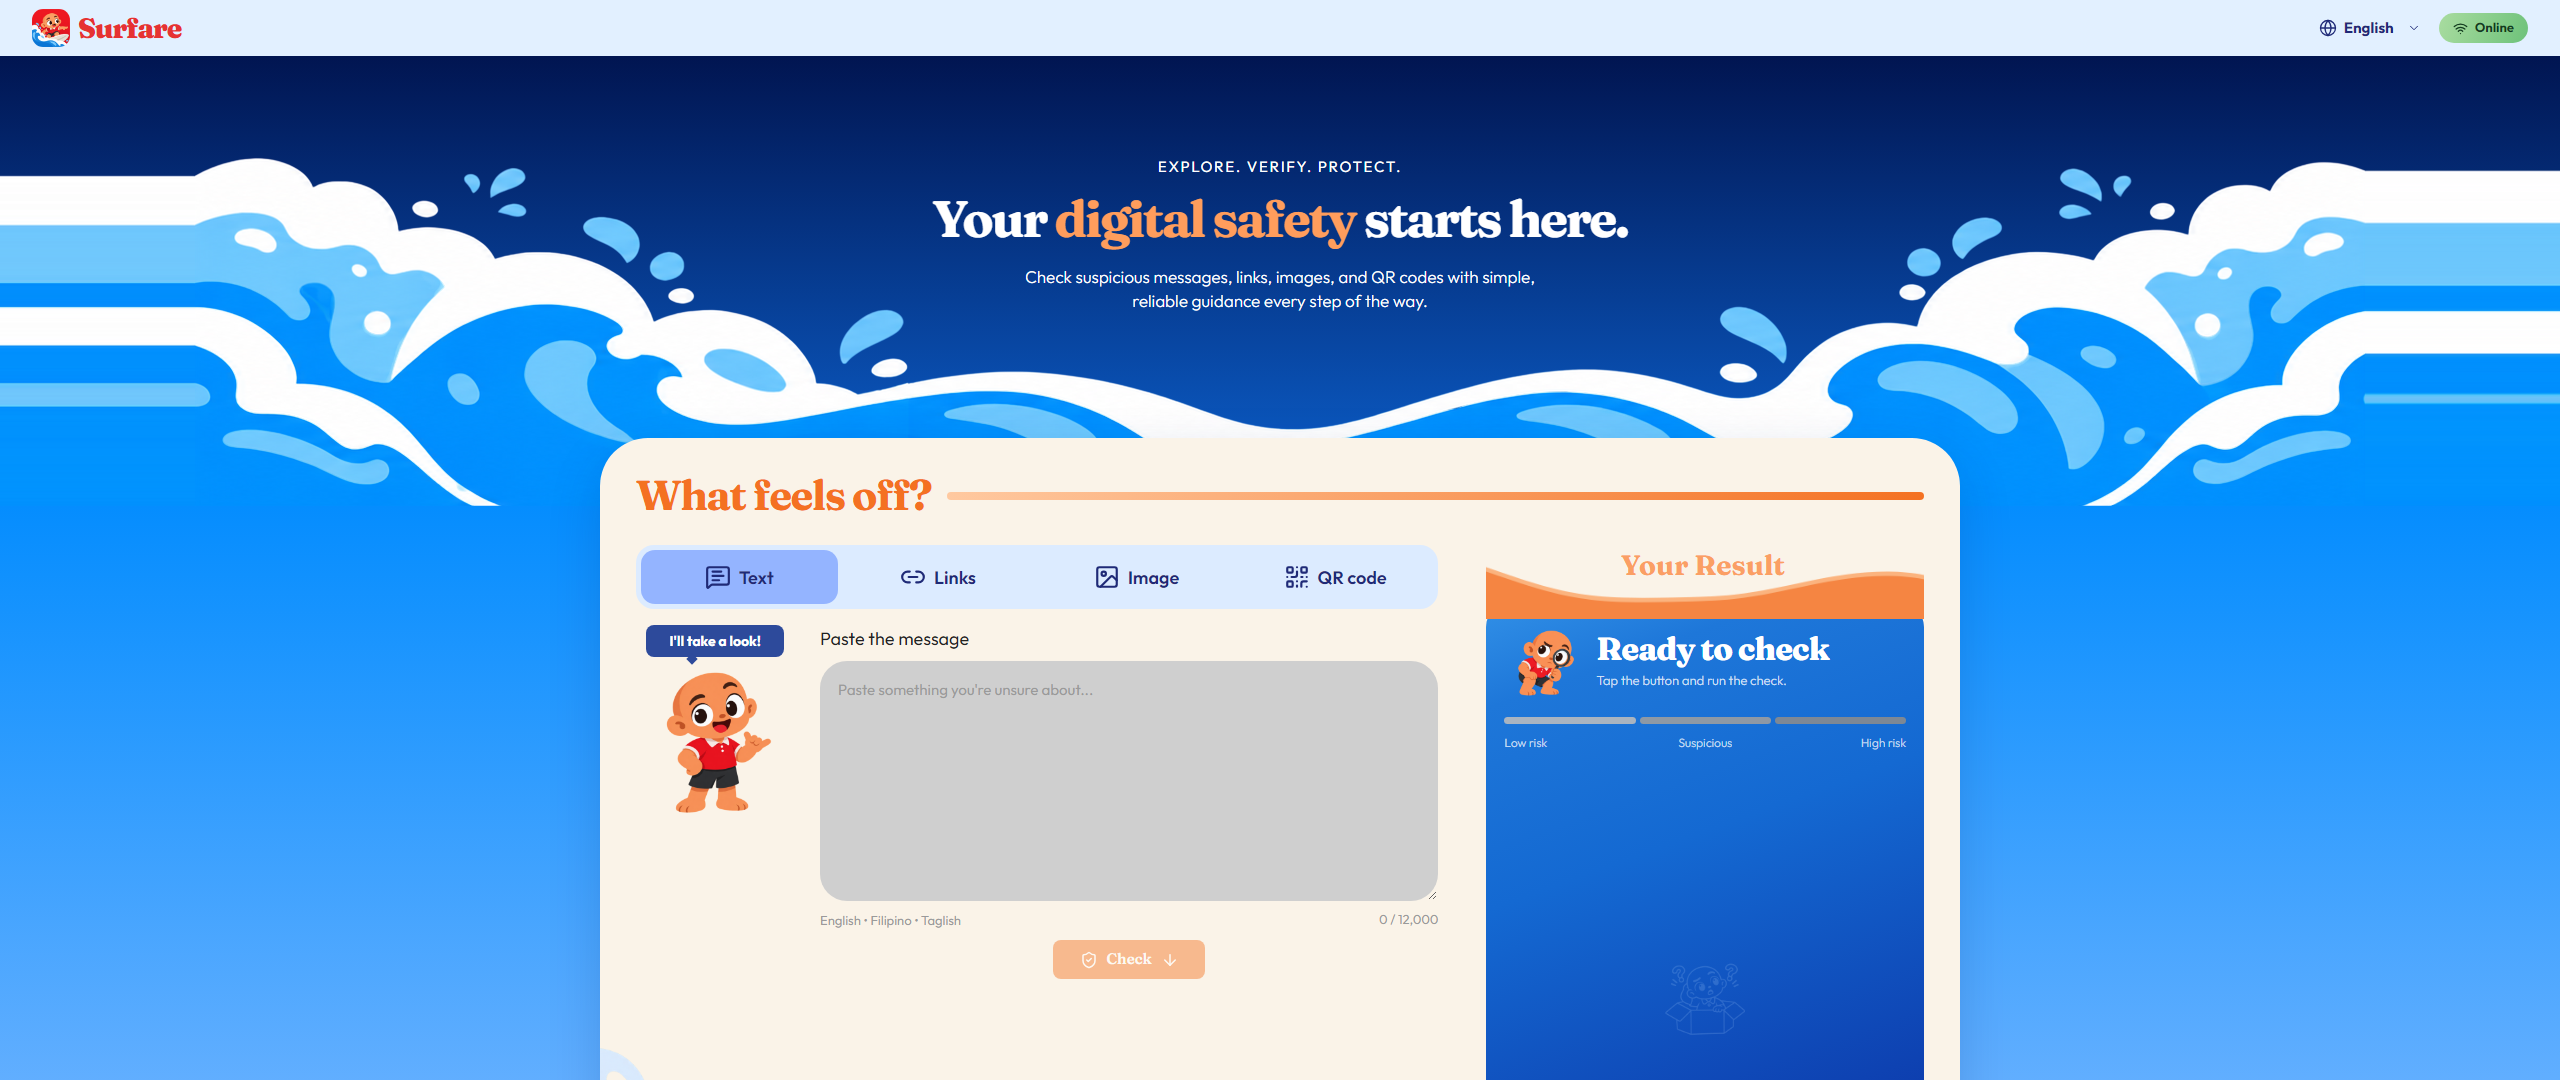 Surfare
English
Online
EXPLORE. VERIFY. PROTECT.
Your digital safety starts here.
Check suspicious messages, links, images, and QR codes with simple,
reliable guidance every step of the way.
What feels off?
Text
Links
Image
QR code
I'll take a look!
Paste the message
Paste something you're unsure about...
English • Filipino • Taglish
0 / 12,000
Check
Your Result
Ready to check
Tap the button and run the check.
Low risk
Suspicious
High risk